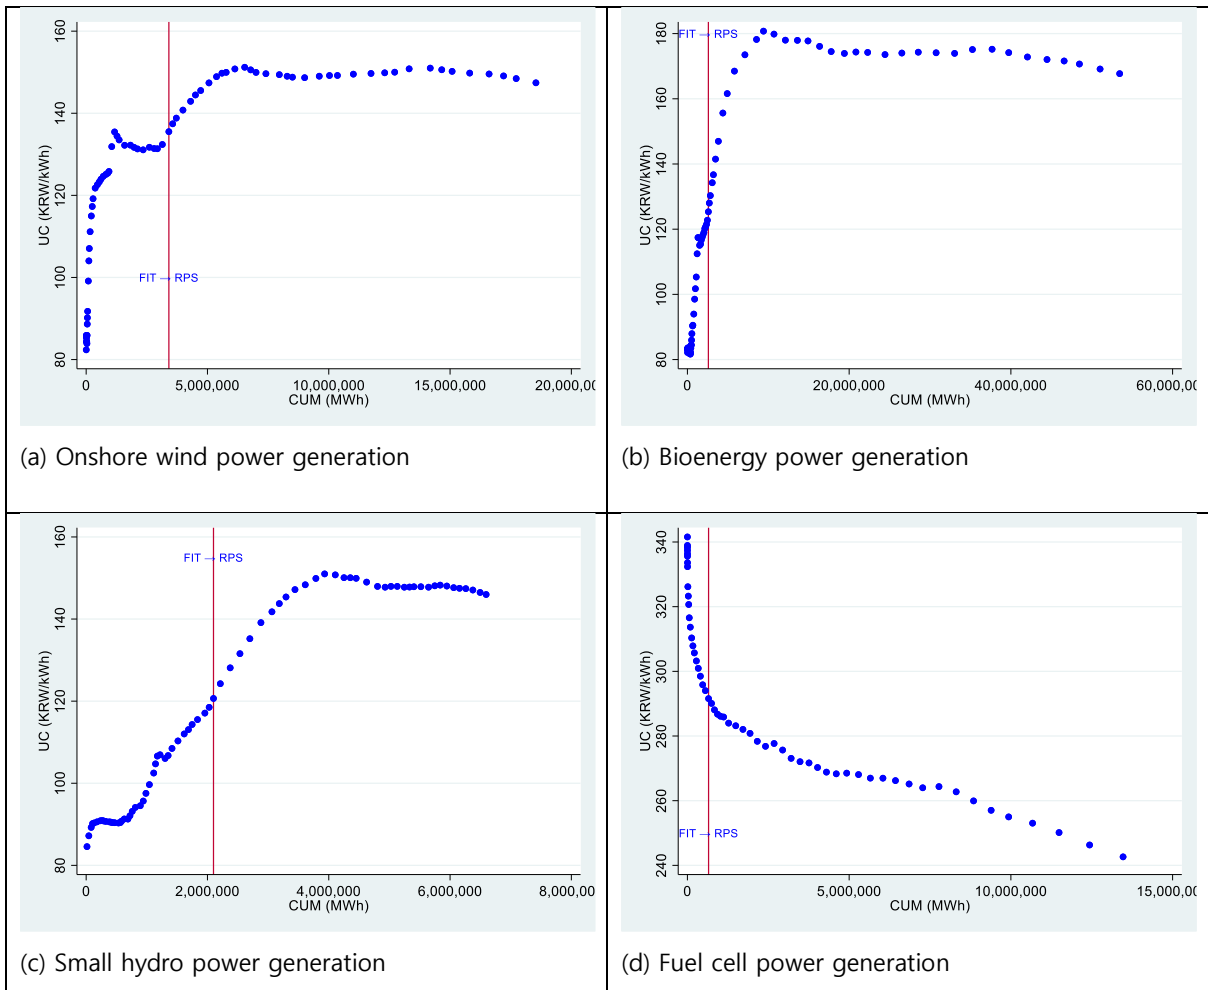 160
140
120
100
80
UC (KRW/kWh)
FIT → RPS
0
5,000,000
10,000,000
15,000,000
20,000,00
CUM (MWh)
(a) Onshore wind power generation
180
160
140
120
100
80
UC (KRW/kWh)
FIT → RPS
0
20,000,000
40,000,000
60,000,00
CUM (MWh)
(b) Bioenergy power generation
160
140
120
100
80
UC (KRW/kWh)
FIT → RPS
0
2,000,000
4,000,000
6,000,000
8,000,00
CUM (MWh)
(c) Small hydro power generation
340
320
300
280
260
240
UC (KRW/kWh)
FIT → RPS
0
5,000,000
10,000,000
15,000,00
CUM (MWh)
(d) Fuel cell power generation